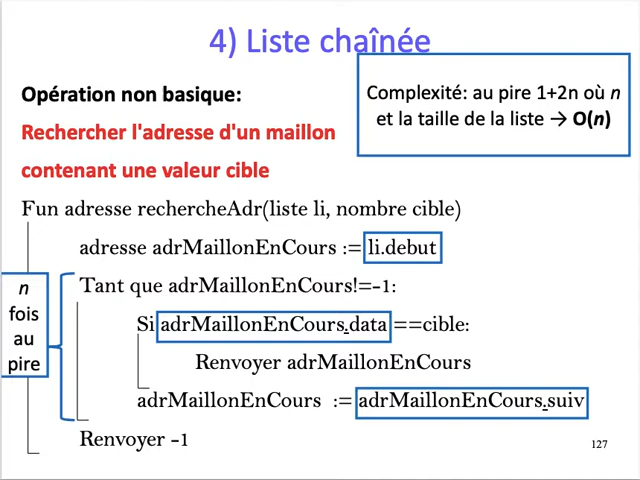 4) Liste chaînée
Opération non basique:
Rechercher l'adresse d'un maillon
contenant une valeur cible
Complexité: au pire 1+2n où n
et la taille de la liste → O(n)
Fun adresse rechercheAdr(liste li, nombre cible)
adresse adrMaillonEnCours := li.debut
Tant que adrMaillonEnCours!=-1:
Si adrMaillonEnCours.data ==cible:
Renvoyer adrMaillonEnCours
adrMaillonEnCours := adrMaillonEnCours.suiv
Renvoyer -1
n
fois
au
pire
127